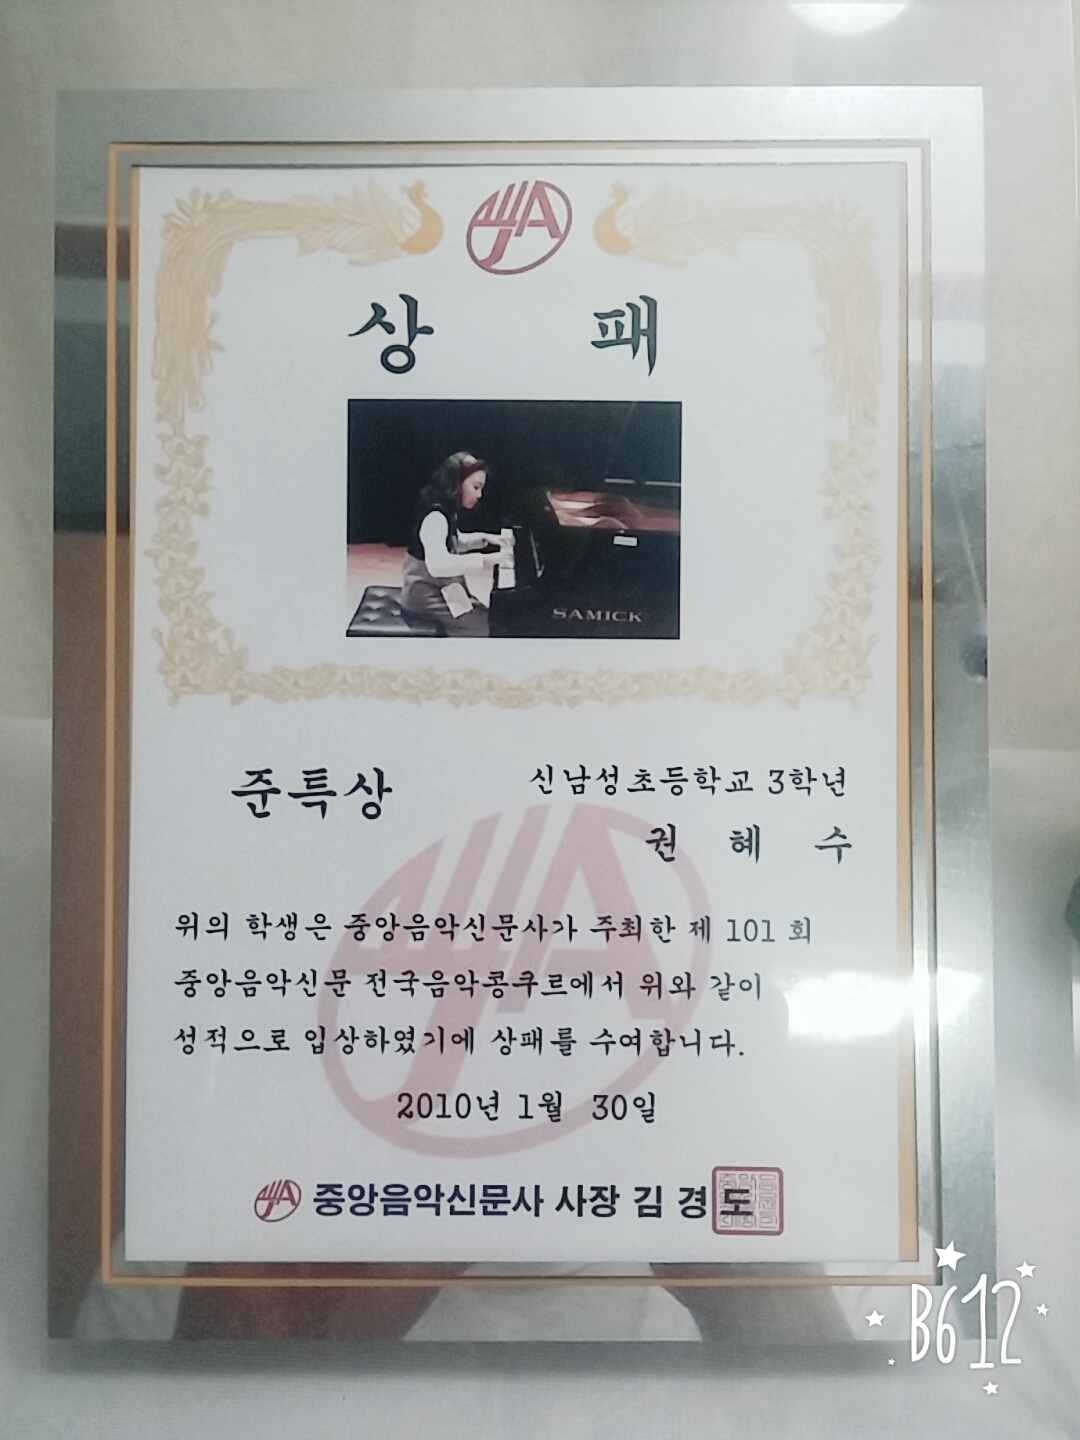 상 패
SAMICK
준특상
신남성초등학교 3학년
권 혜 수
위의 학생은 중앙음악신문사가 주최한 제 101 회
중앙음악신문 전국음악콩쿠르에서 위와 같이
성적으로 입상하였기에 상패를 수여합니다.
2010년 1월 30일
중앙음악신문사 사장 김 경 도
B612